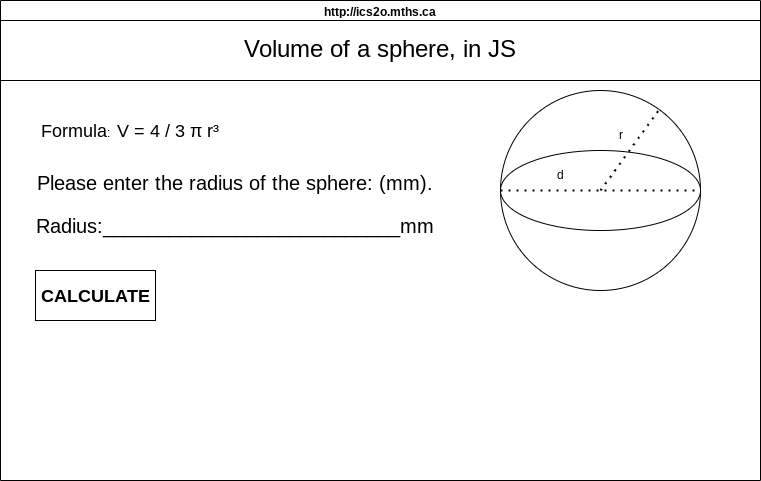 http://ics2o.mths.ca
Volume of a sphere, in JS
Formula: V = 4 / 3 π r³
Please enter the radius of the sphere: (mm).
Radius:___________________________mm
CALCULATE
r
d